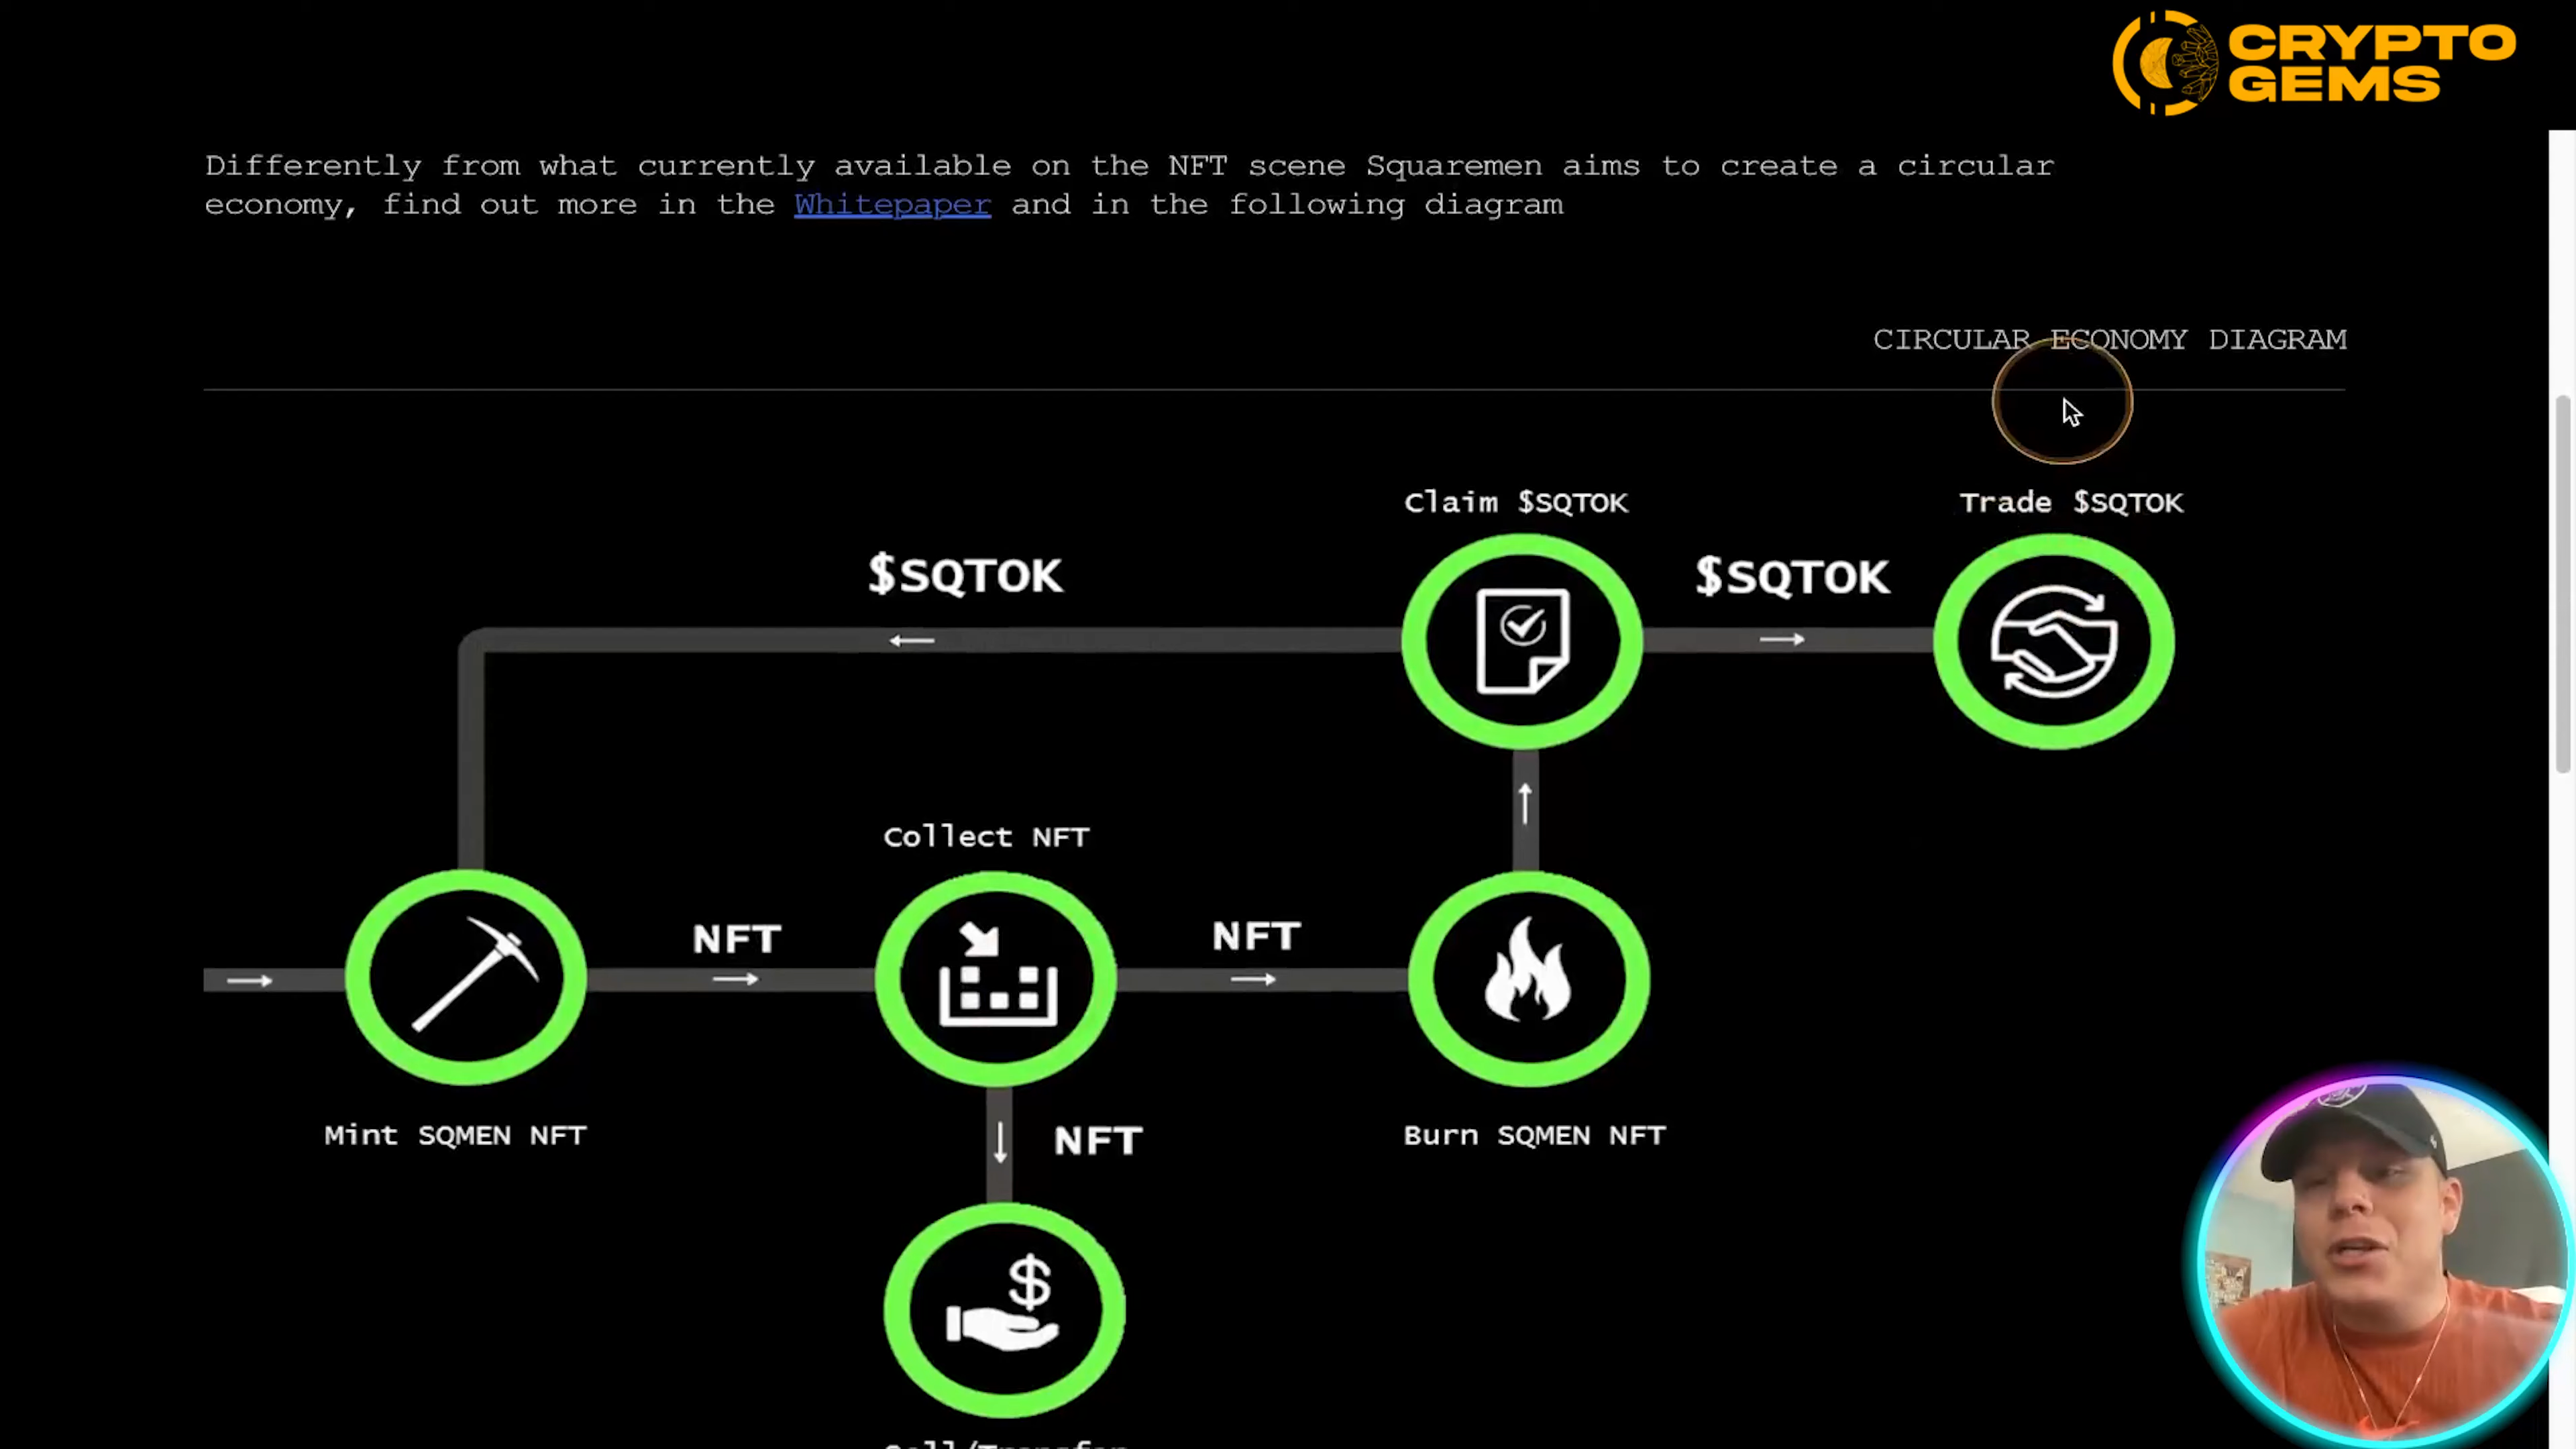 CRYPTO
GEMS
Differently from what currently available on the NFT scene Squaremen aims to create a circular
economy, find out more in the Whitepaper and in the following diagram
CIRCULAR ECONOMY DIAGRAM
Claim $SQTOK
Trade $SQTOK
$SQTOK
$SQTOK
Collect NFT
NFT
NFT
Mint SQMEN NFT
NFT
Burn SQMEN NFT